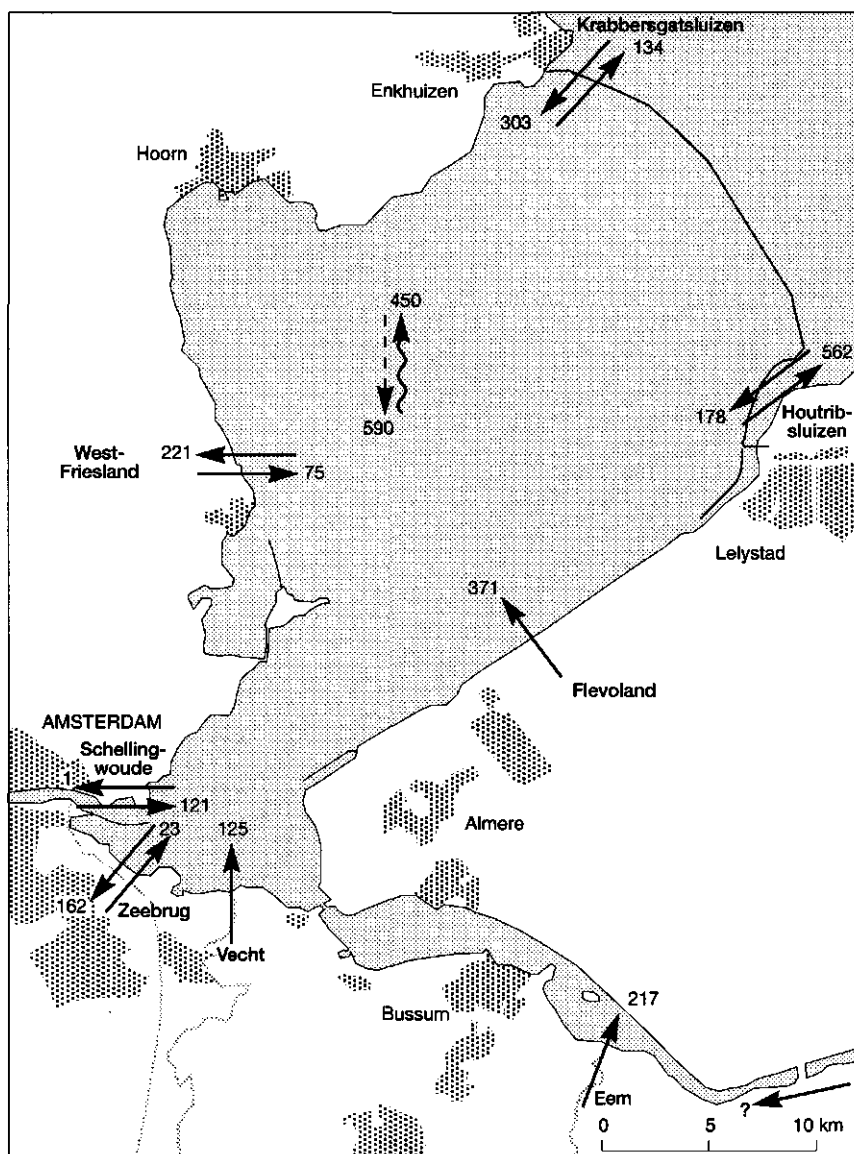 Krabbersgatsluizen
134
Enkhuizen
303
Hoorn
450
562
178
Houtrib-
sluizen
590
West-
Friesland
221
75
Lelystad
371
Flevoland
AMSTERDAM
Schelling-
woude
1
121
23
125
Almere
162
Zeebrug
Vecht
217
Bussum
Eem
?
0 5 10 km